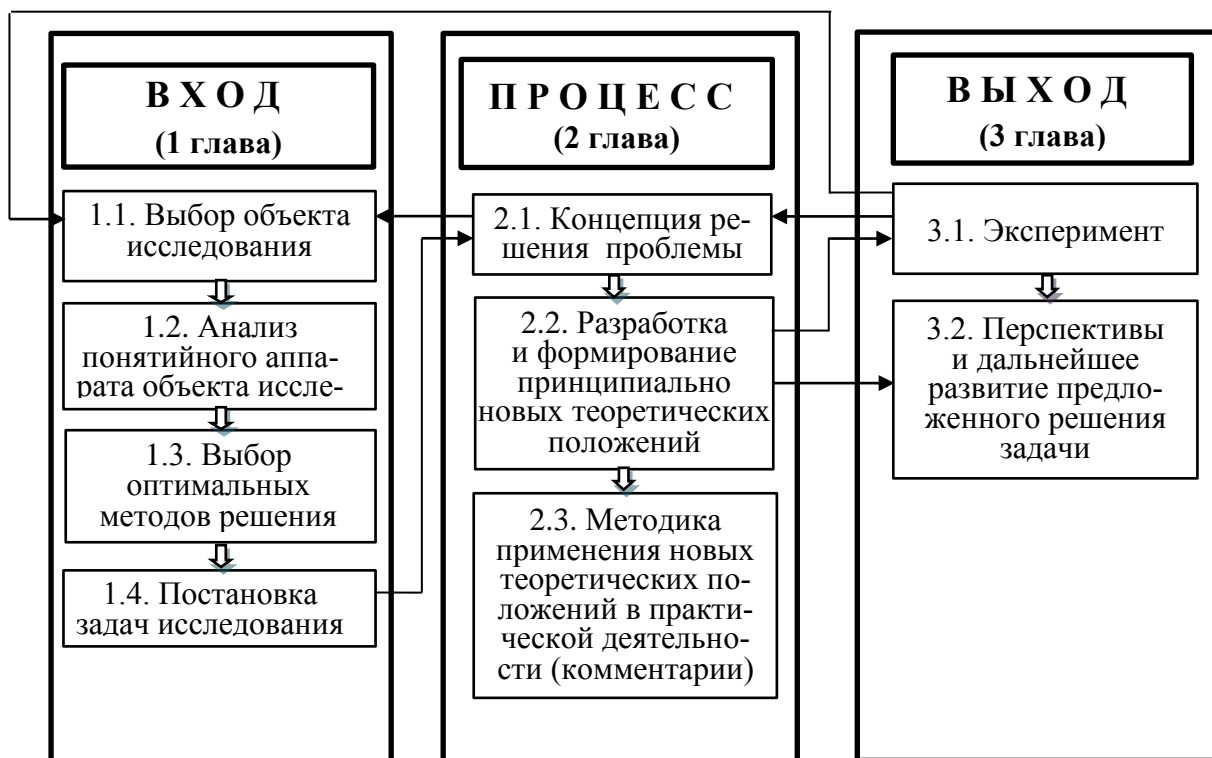 В Х О Д
(1 глава)
1.1. Выбор объекта
исследования
1.2. Анализ
понятийного аппа-
рата объекта иссле-
1.3. Выбор
оптимальных
методов решения
1.4. Постановка
задач исследования
П Р О Ц Е С С
(2 глава)
2.1. Концепция ре-
шения проблемы
2.2. Разработка
и формирование
принципиально
новых теоретических
положений
2.3. Методика
применения новых
теоретических по-
ложений в практи-
ческой деятельно-
сти (комментарии)
В Ы Х О Д
(3 глава)
3.1. Эксперимент
3.2. Перспективы
и дальнейшее
развитие предло-
женного решения
задачи